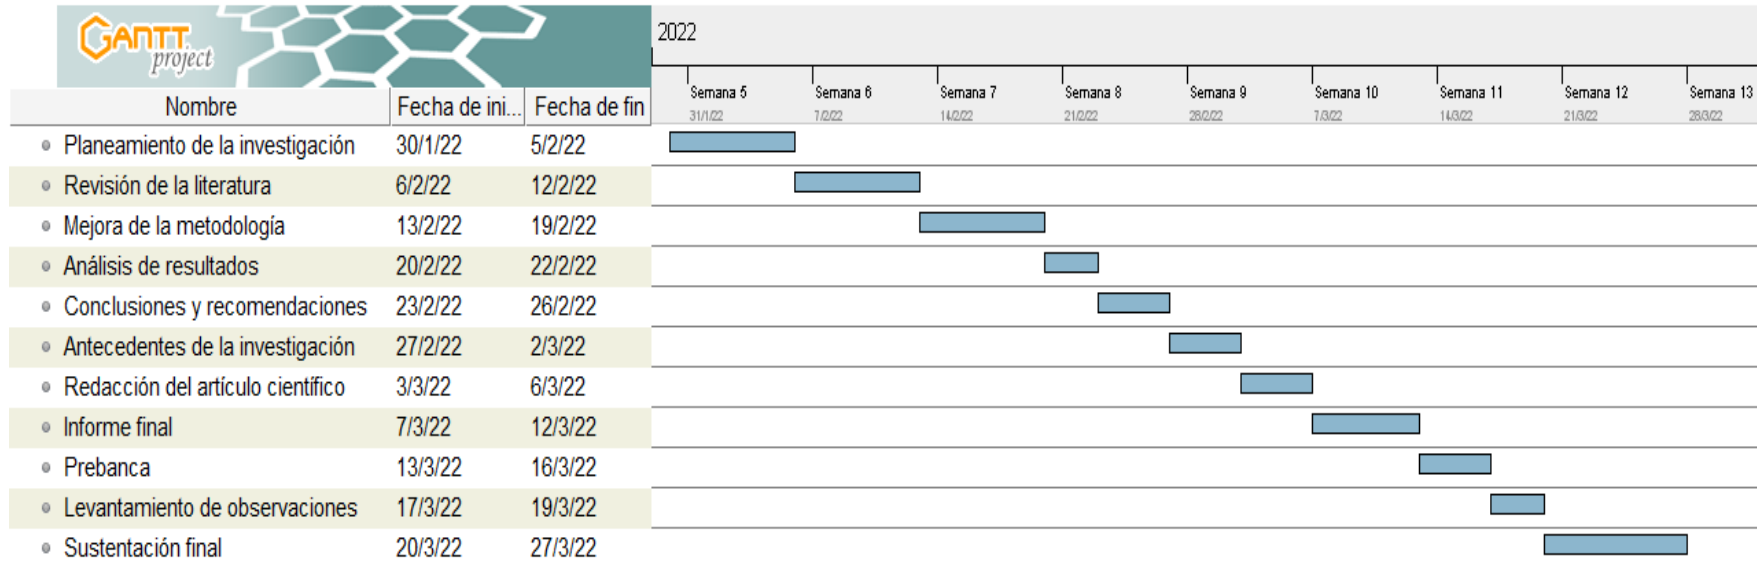 GANTT project
2022
Semana 5 Semana 6 Semana 7 Semana 8 Semana 9 Semana 10 Semana 11 Semana 12 Semana 13
31/1/22 7/2/22 14/2/22 21/2/22 28/2/22 7/3/22 14/3/22 21/3/22 28/3/22
Nombre Fecha de ini... Fecha de fin
Planeamiento de la investigación 30/1/22 5/2/22
Revisión de la literatura 6/2/22 12/2/22
Mejora de la metodología 13/2/22 19/2/22
Análisis de resultados 20/2/22 22/2/22
Conclusiones y recomendaciones 23/2/22 26/2/22
Antecedentes de la investigación 27/2/22 2/3/22
Redacción del artículo científico 3/3/22 6/3/22
Informe final 7/3/22 12/3/22
Prebanca 13/3/22 16/3/22
Levantamiento de observaciones 17/3/22 19/3/22
Sustentación final 20/3/22 27/3/22